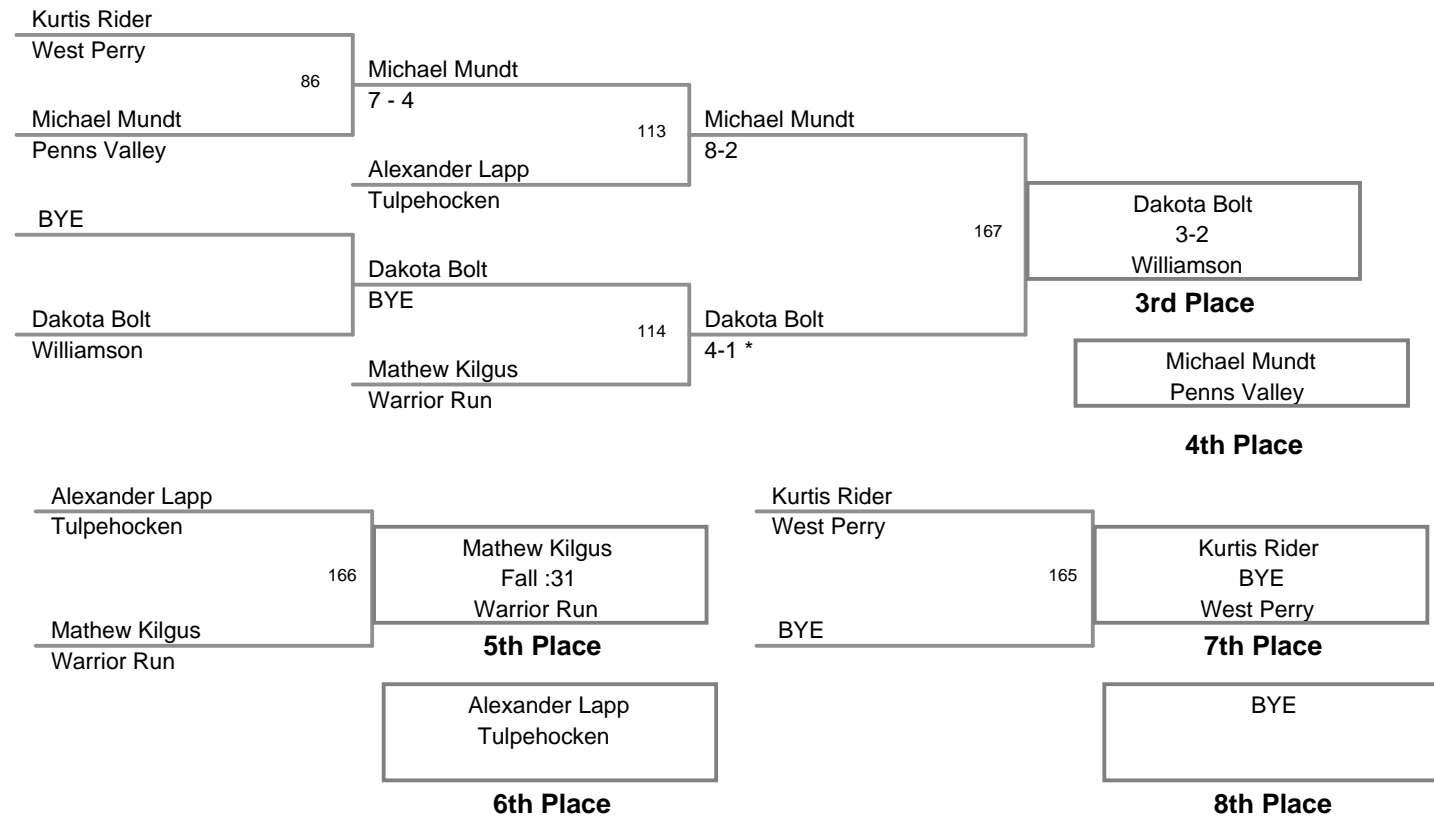 Kurtis Rider
West Perry
86
Michael Mundt
7 - 4
Michael Mundt
Penns Valley
113
Michael Mundt
8-2
Alexander Lapp
Tulpehocken
BYE
167
Dakota Bolt
3-2
Williamson
3rd Place
Dakota Bolt
BYE
Dakota Bolt
Williamson
114
Dakota Bolt
4-1 *
Mathew Kilgus
Warrior Run
Michael Mundt
Penns Valley
4th Place
Alexander Lapp
Tulpehocken
166
Mathew Kilgus
Fall :31
Warrior Run
Mathew Kilgus
Warrior Run
5th Place
Alexander Lapp
Tulpehocken
6th Place
Kurtis Rider
West Perry
165
Kurtis Rider
BYE
West Perry
BYE
7th Place
BYE
8th Place